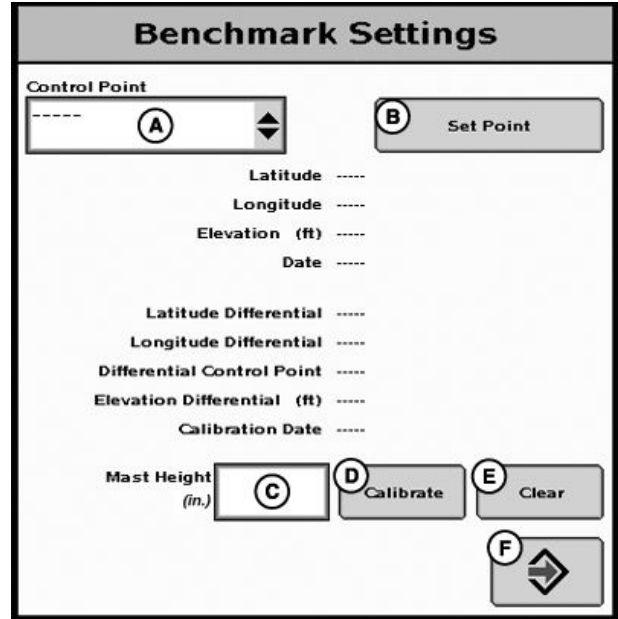 Benchmark Settings
Control Point
-----
A
B
Set Point
Latitude -----
Longitude -----
Elevation (ft) -----
Date -----
Latitude Differential -----
Longitude Differential -----
Differential Control Point -----
Elevation Differential (ft) -----
Calibration Date -----
Mast Height
(in.)
C
D
Calibrate
E
Clear
F